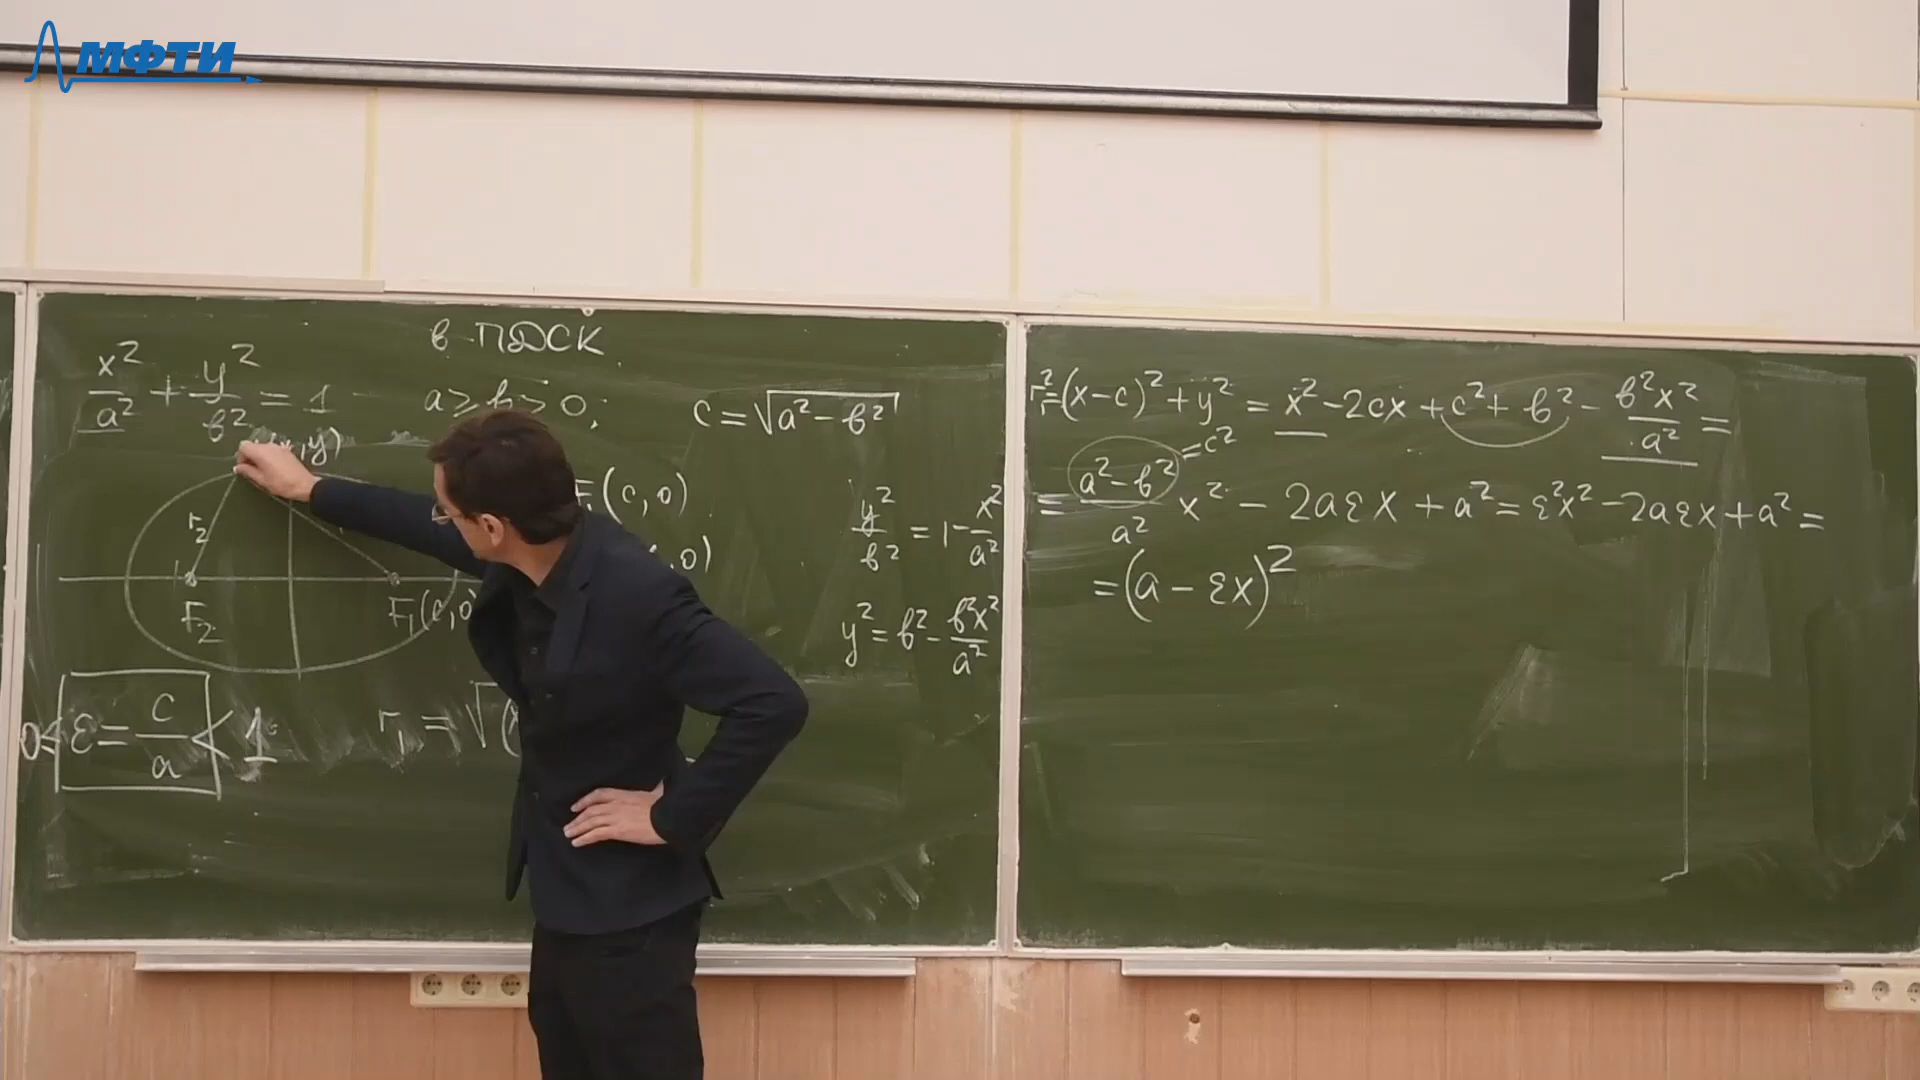 МФТИ
в ПДСК
x²/a² + y²/b² = 1 a ≥ b > 0; c = √(a² − b²)
y)
(c, 0)
, 0)
r₂
F₂
F₁(c, 0)
y²/b² = 1 − x²/a²
y² = b² − b²x²/a²
0 ≤ ε = c/a < 1 r₁ = √(
r₁² = (x − c)² + y² = x² − 2cx + c² + b² − b²x²/a² =
= c²
= (a² − b²)/a² x² − 2aεx + a² = ε²x² − 2aεx + a² =
= (a − εx)²